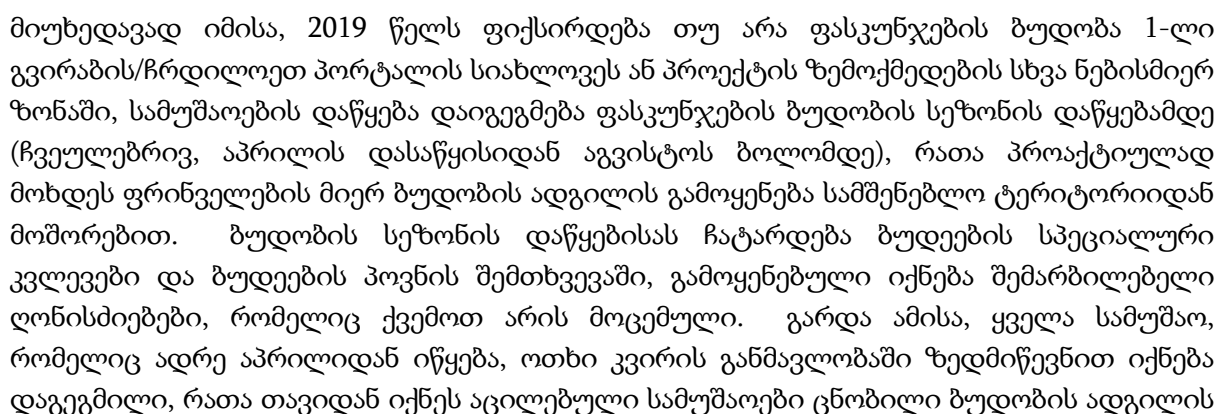 მიუხედავად იმისა, 2019 წელს ფიქსირდება თუ არა ფასკუნჯების ბუდობა 1-ლი
გვირაბის/ჩრდილოეთ პორტალის სიახლოვეს ან პროექტის ზემოქმედების სხვა ნებისმიერ
ზონაში, სამუშაოების დაწყება დაიგეგმება ფასკუნჯების ბუდობის სეზონის დაწყებამდე
(ჩვეულებრივ, აპრილის დასაწყისიდან აგვისტოს ბოლომდე), რათა პროაქტიულად
მოხდეს ფრინველების მიერ ბუდობის ადგილის გამოყენება სამშენებლო ტერიტორიიდან
მოშორებით. ბუდობის სეზონის დაწყებისას ჩატარდება ბუდეების სპეციალური
კვლევები და ბუდეების პოვნის შემთხვევაში, გამოყენებული იქნება შემარბილებელი
ღონისძიებები, რომელიც ქვემოთ არის მოცემული. გარდა ამისა, ყველა სამუშაო,
რომელიც ადრე აპრილიდან იწყება, ოთხი კვირის განმავლობაში ზედმიწევნით იქნება
დაგეგმილი, რათა თავიდან იქნეს აცილებული სამუშაოები ცნობილი ბუდობის ადგილის